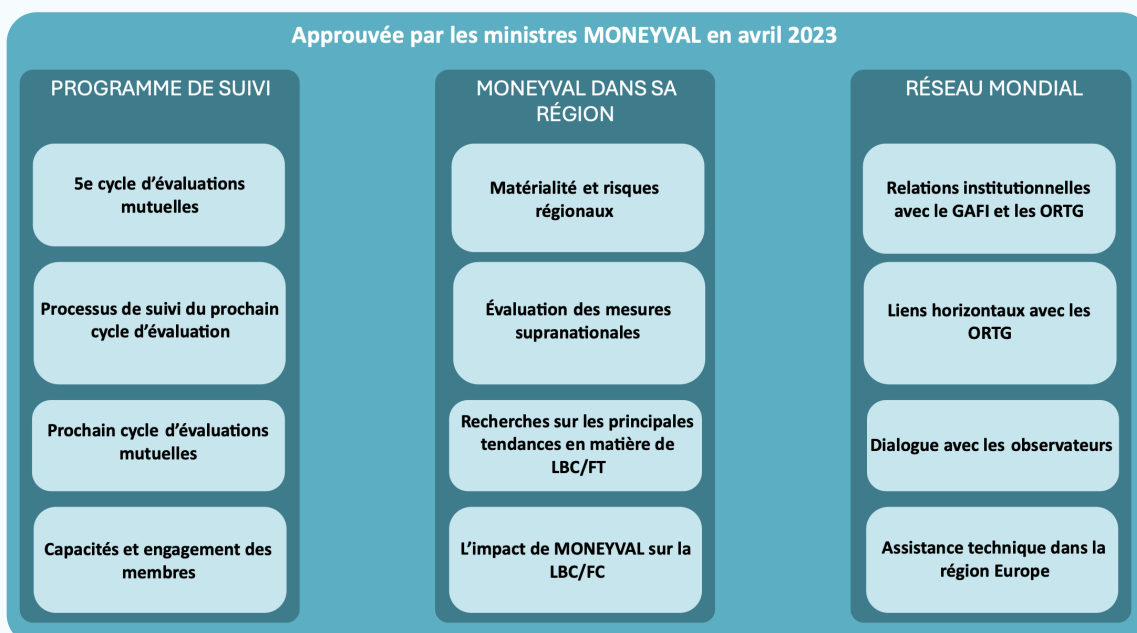 Approuvée par les ministres MONEYVAL en avril 2023
PROGRAMME DE SUIVI
5e cycle d'évaluations
mutuelles
Processus de suivi du prochain
cycle d'évaluation
Prochain cycle d'évaluations
mutuelles
Capacités et engagement des
membres
MONEYVAL DANS SA
RÉGION
Matérialité et risques
régionaux
Évaluation des mesures
supranationales
Recherches sur les principales
tendances en matière de
LBC/FT
L'impact de MONEYVAL sur la
LBC/FC
RÉSEAU MONDIAL
Relations institutionnelles
avec le GAFI et les ORTG
Liens horizontaux avec les
ORTG
Dialogue avec les observateurs
Assistance technique dans la
région Europe